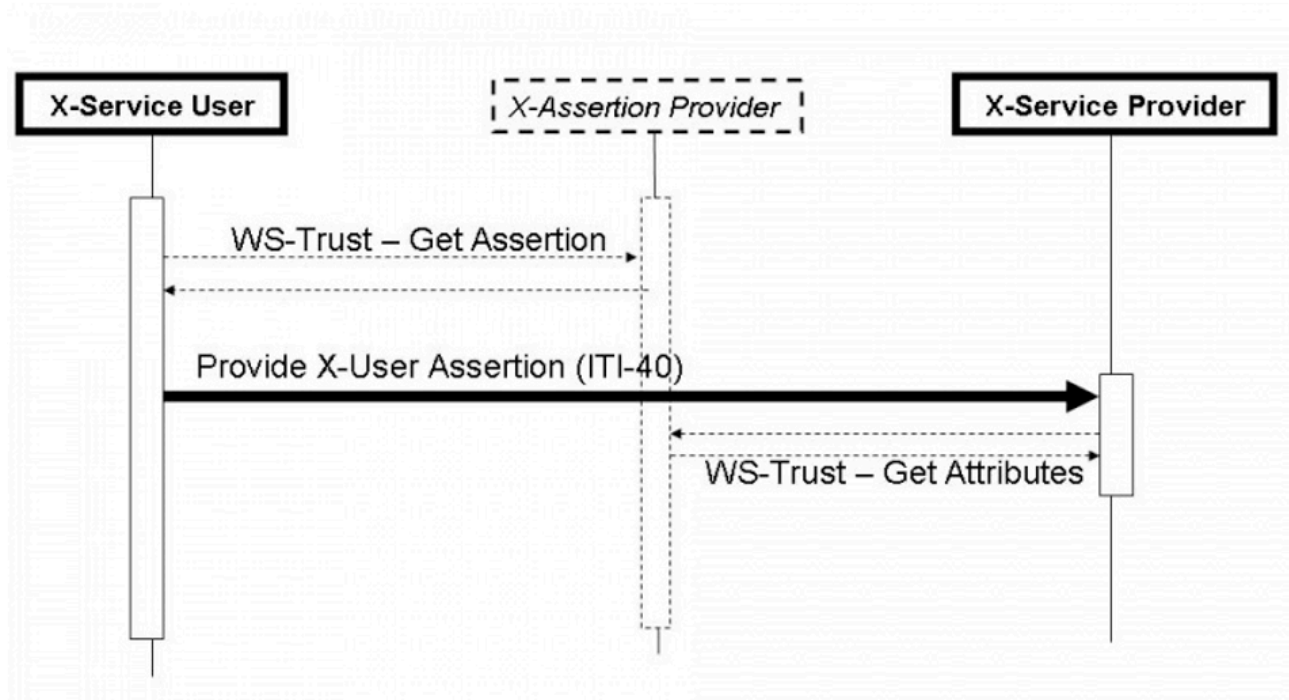 X-Service User
X-Assertion Provider
X-Service Provider
WS-Trust – Get Assertion
Provide X-User Assertion (ITI-40)
WS-Trust – Get Attributes